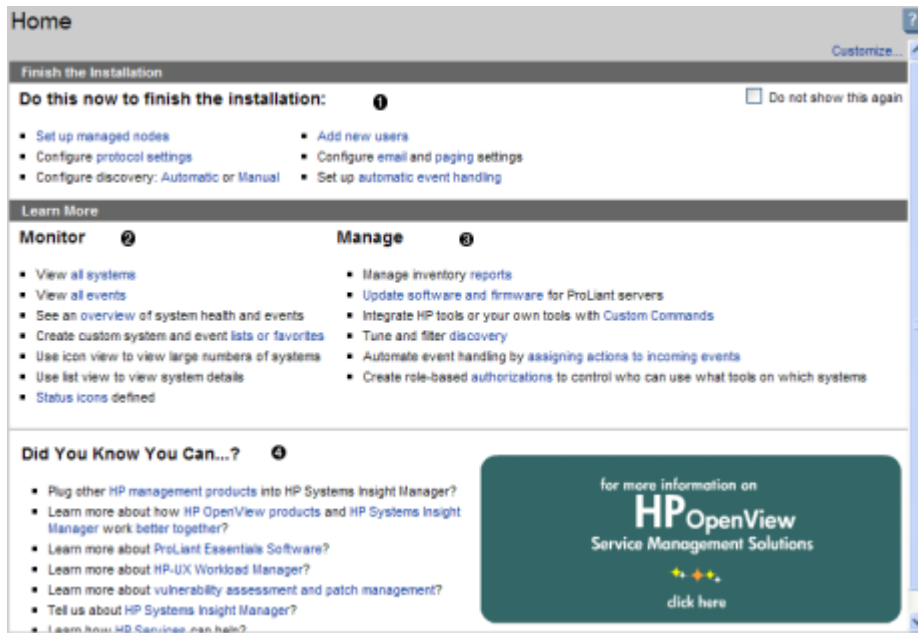 Home
?
Customize...
Finish the Installation
Do this now to finish the installation: ❶
Do not show this again
Set up managed nodes
Configure protocol settings
Configure discovery: Automatic or Manual
Add new users
Configure email and paging settings
Set up automatic event handling
Learn More
Monitor ❷
View all systems
View all events
See an overview of system health and events
Create custom system and event lists or favorites
Use icon view to view large numbers of systems
Use list view to view system details
Status icons defined
Manage ❸
Manage inventory reports
Update software and firmware for ProLiant servers
Integrate HP tools or your own tools with Custom Commands
Tune and filter discovery
Automate event handling by assigning actions to incoming events
Create role-based authorizations to control who can use what tools on which systems
Did You Know You Can...? ❹
Plug other HP management products into HP Systems Insight Manager?
Learn more about how HP OpenView products and HP Systems Insight
Manager work better together?
Learn more about ProLiant Essentials Software?
Learn more about HP-UX Workload Manager?
Learn more about vulnerability assessment and patch management?
Tell us about HP Systems Insight Manager?
Learn how HP Services can help?
for more information on
HP OpenView
Service Management Solutions
click here